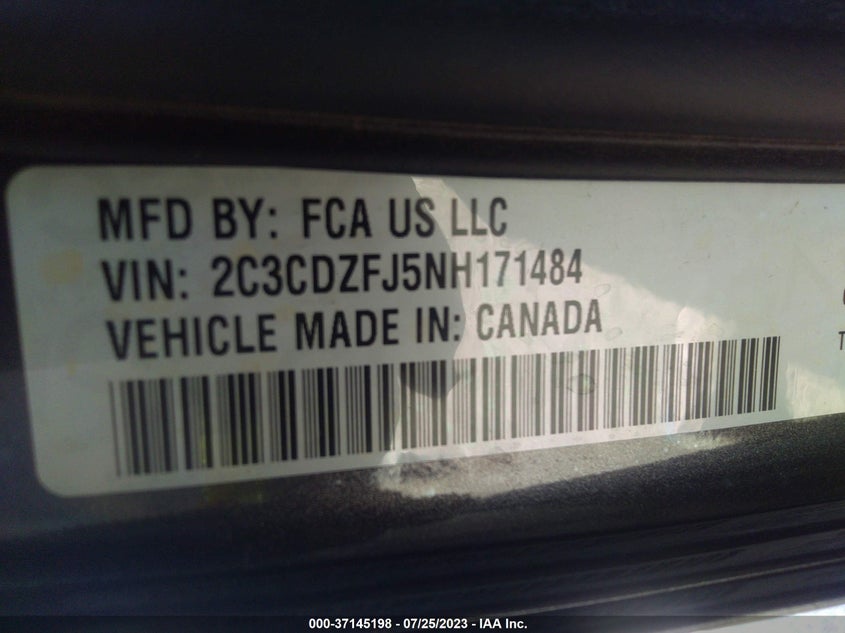 MFD BY: FCA US LLC
VIN: 2C3CDZFJ5NH171484
VEHICLE MADE IN: CANADA
000-37145198 - 07/25/2023 - IAA Inc.